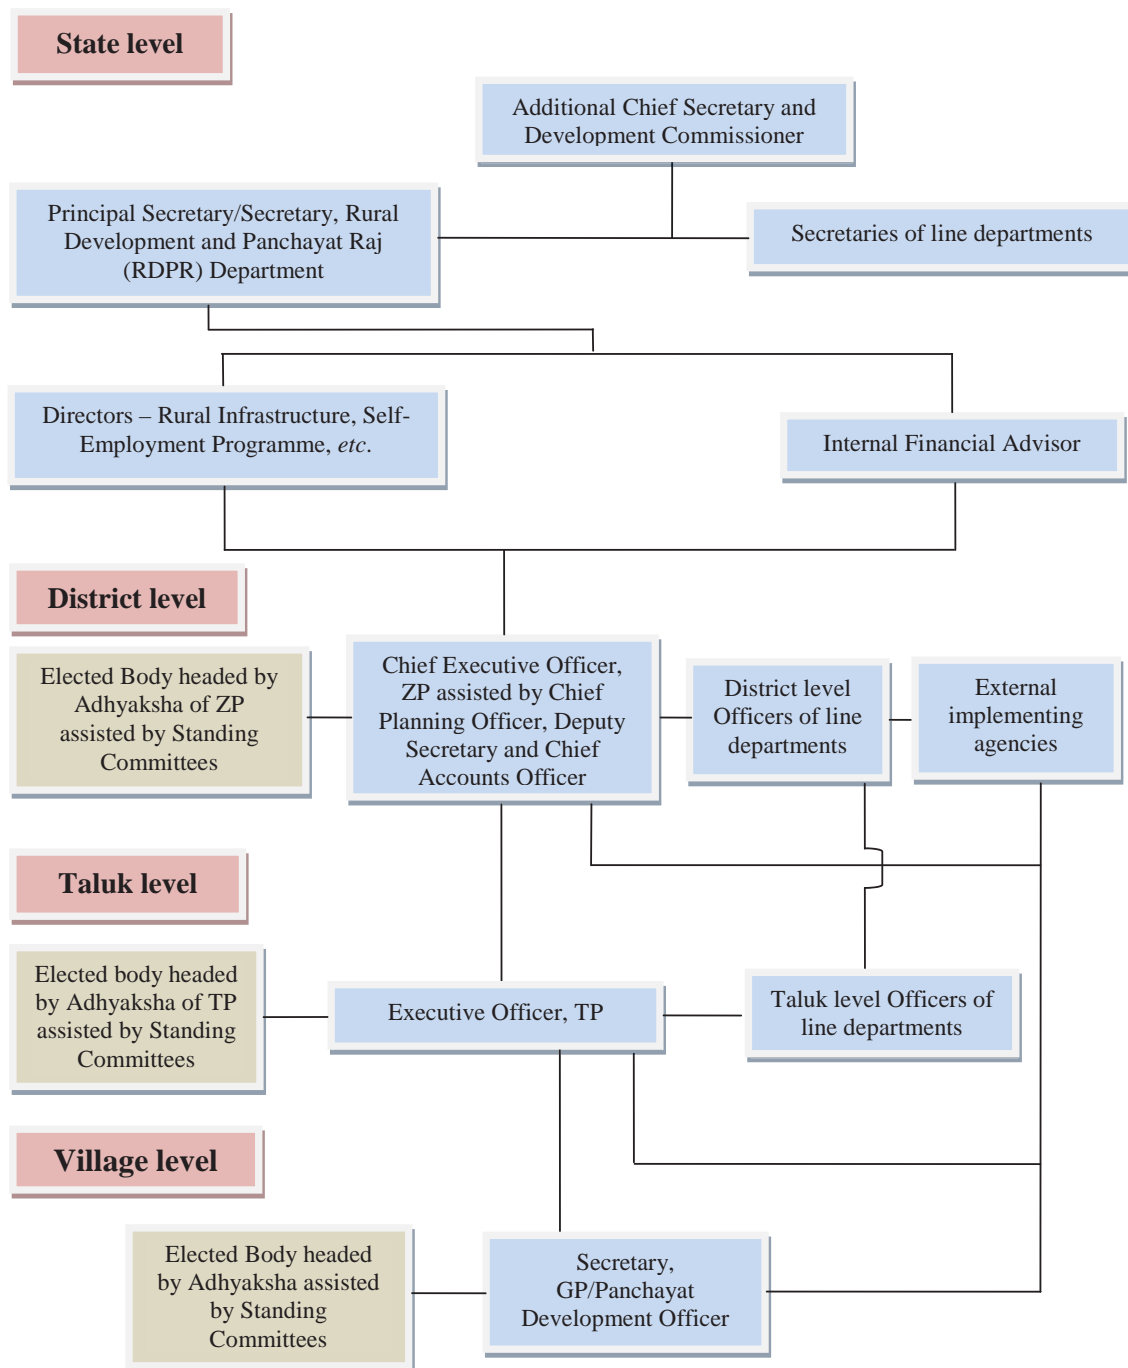 State level
Additional Chief Secretary and
Development Commissioner
Principal Secretary/Secretary, Rural
Development and Panchayat Raj
(RDPR) Department
Secretaries of line departments
Directors – Rural Infrastructure, Self-
Employment Programme, etc.
Internal Financial Advisor
District level
Elected Body headed by
Adhyaksha of ZP
assisted by Standing
Committees
Chief Executive Officer,
ZP assisted by Chief
Planning Officer, Deputy
Secretary and Chief
Accounts Officer
District level
Officers of line
departments
External
implementing
agencies
Taluk level
Elected body headed
by Adhyaksha of TP
assisted by Standing
Committees
Executive Officer, TP
Taluk level Officers of
line departments
Village level
Elected Body headed
by Adhyaksha assisted
by Standing
Committees
Secretary,
GP/Panchayat
Development Officer